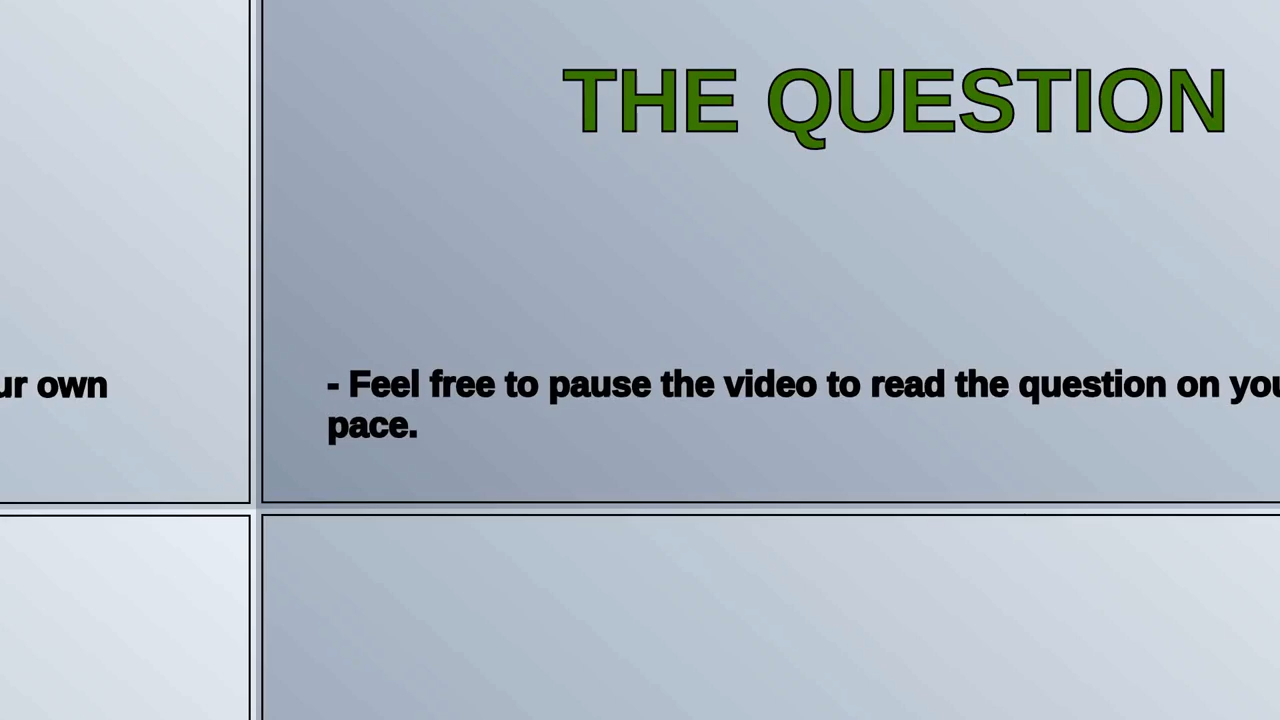 THE QUESTION
ur own
- Feel free to pause the video to read the question on you
pace.